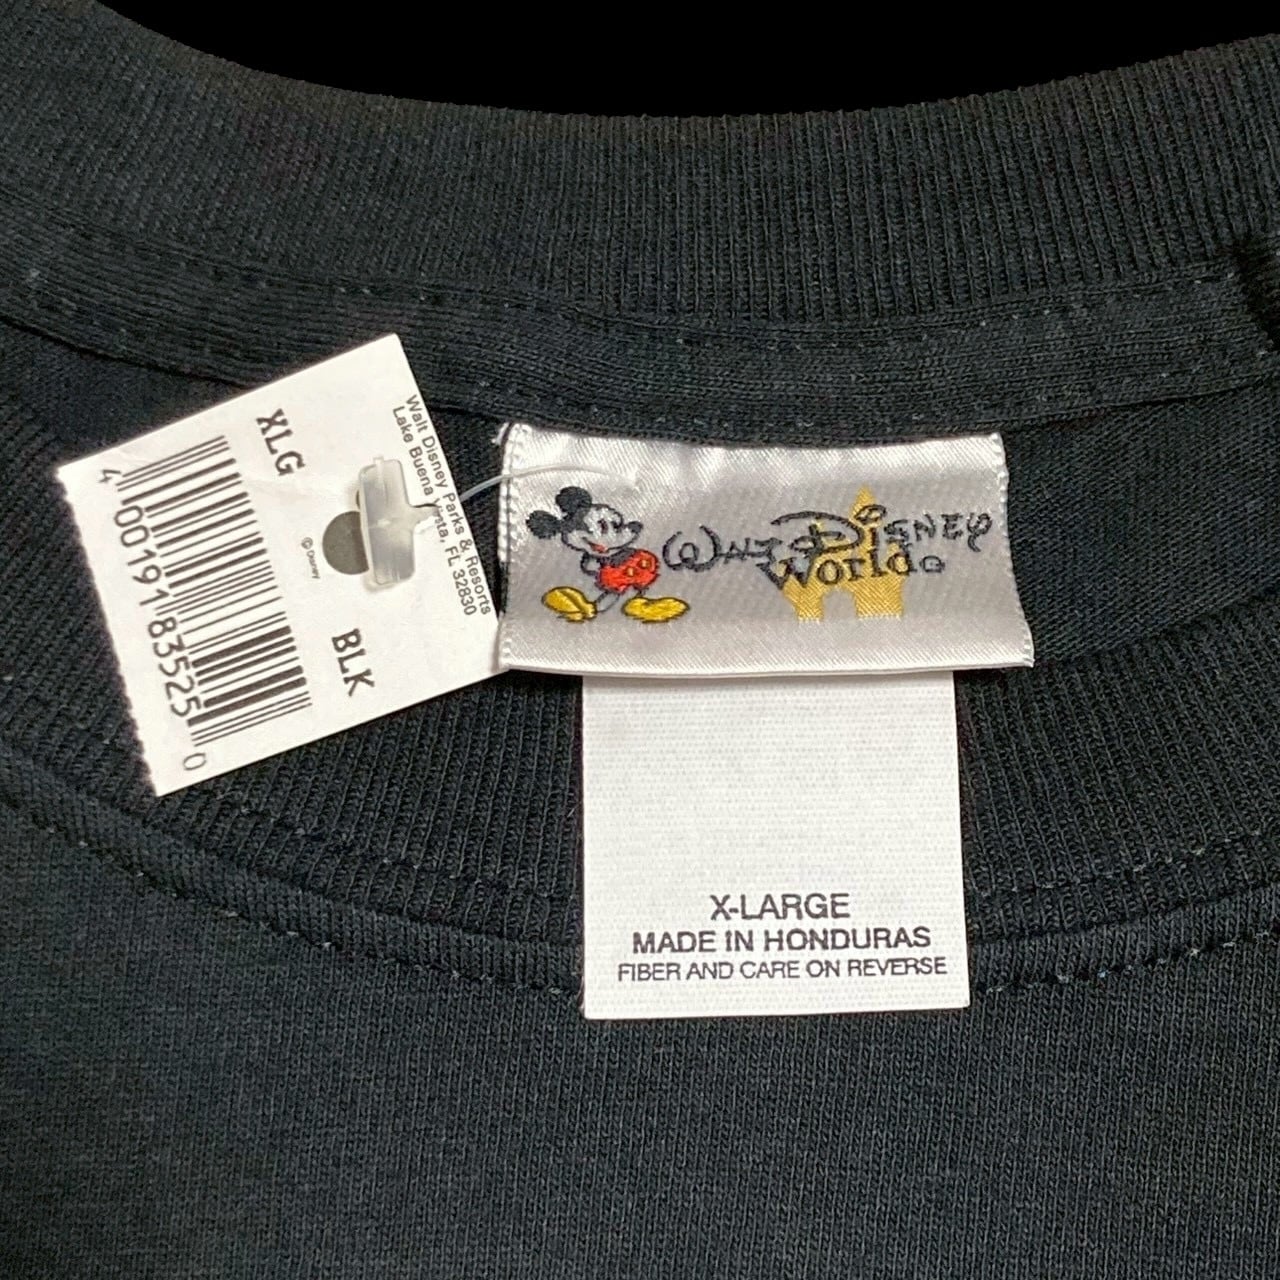 Walt Disney Parks & Resorts
Lake Buena Vista, FL 32830
XLG
BLK
©Disney
4 00191 83525 0
Walt Disney
World®
X-LARGE
MADE IN HONDURAS
FIBER AND CARE ON REVERSE